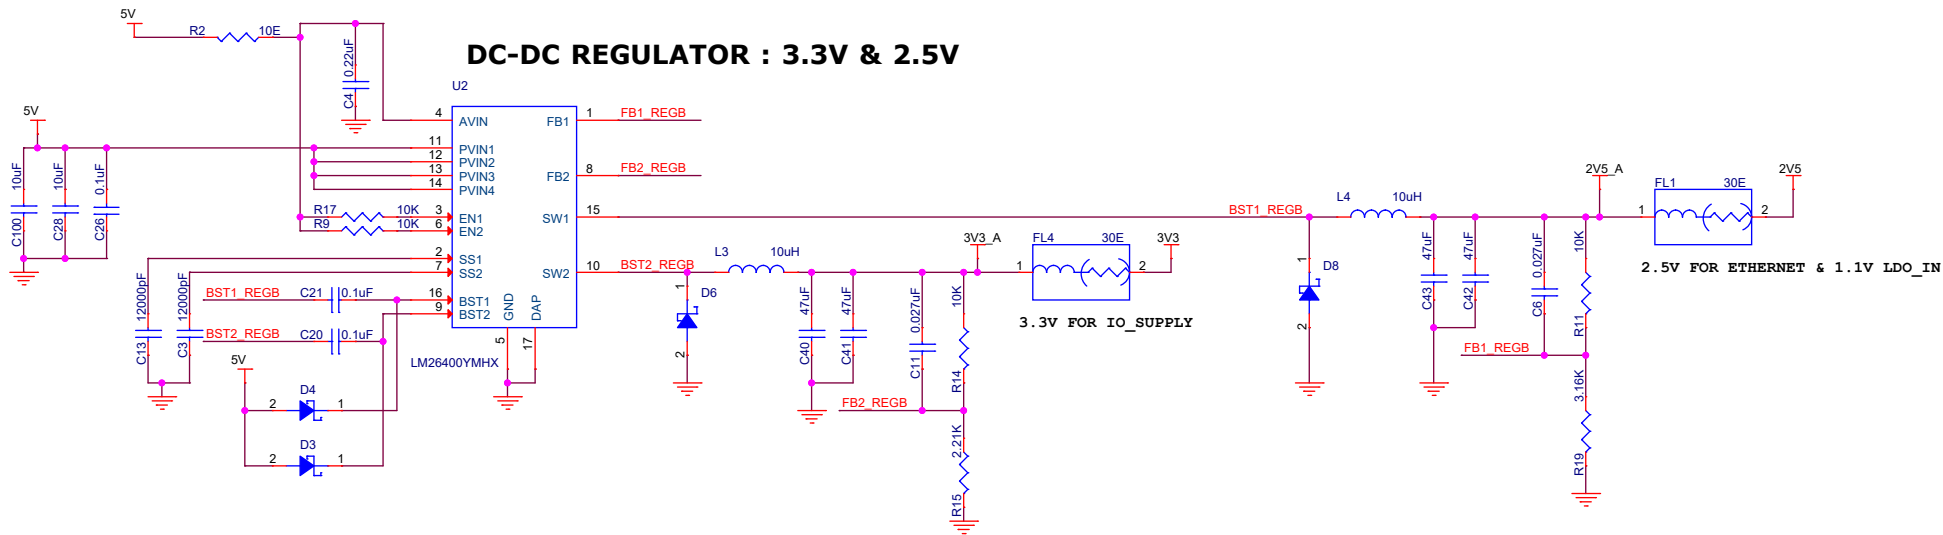 5V
R2 10E
DC-DC REGULATOR : 3.3V & 2.5V
0.22uF
C4
U2
5V
4 AVIN FB1 1 FB1_REGB
11 PVIN1
12 PVIN2
13 PVIN3
14 PVIN4
FB2 8 FB2_REGB
10uF
10uF
0.1uF
C100
C28
C26
R17 10K 3 EN1 SW1 15 BST1_REGB
R9 10K 6 EN2
2 SS1
7 SS2 SW2 10 BST2_REGB
12000pF
12000pF
C13
C3
BST1_REGB C21 0.1uF 16 BST1
BST2_REGB C20 0.1uF 9 BST2
GND
DAP
5
17
LM26400YMHX
5V
D4
2 1
D3
2 1
L3 10uH
1
D6
2
47uF
47uF
C40
C41
0.027uF
C11
10K
R14
FB2_REGB
2.21K
R15
3V3_A
FL4 30E
1 2
3V3
3.3V FOR IO_SUPPLY
1
D8
2
L4 10uH
47uF
47uF
C43
C42
0.027uF
C6
10K
R11
FB1_REGB
3.16K
R19
2V5_A
FL1 30E
1 2
2V5
2.5V FOR ETHERNET & 1.1V LDO_IN